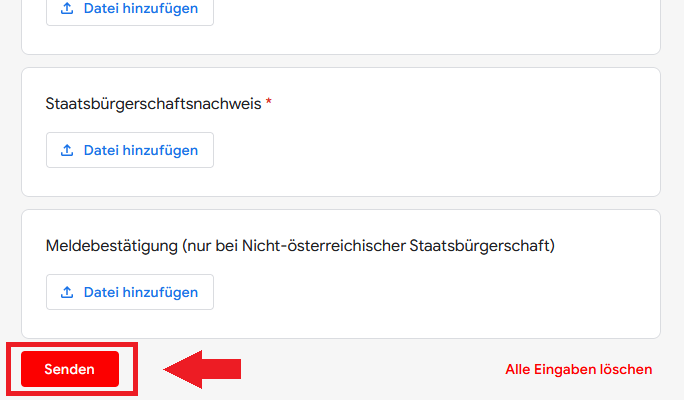 Datei hinzufügen
Staatsbürgerschaftsnachweis *
Datei hinzufügen
Meldebestätigung (nur bei Nicht-österreichischer Staatsbürgerschaft)
Datei hinzufügen
Senden
Alle Eingaben löschen